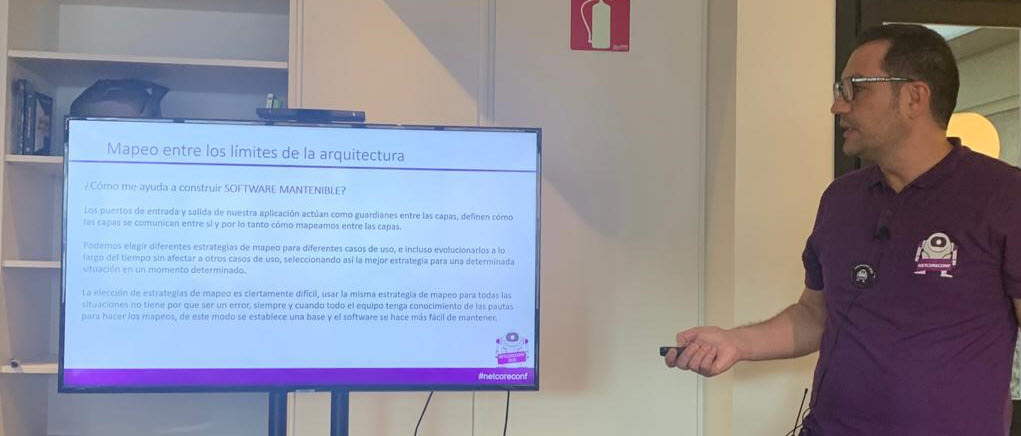 Mapeo entre los límites de la arquitectura
¿Cómo me ayuda a construir SOFTWARE MANTENIBLE?
Los puertos de entrada y salida de nuestra aplicación actúan como guardianes entre las capas, definen cómo
las capas se comunican entre sí y por lo tanto cómo mapeamos entre las capas.
Podemos elegir diferentes estrategias de mapeo para diferentes casos de uso, e incluso evolucionarlos a lo
largo del tiempo sin afectar a otros casos de uso, seleccionando así la mejor estrategia para una determinada
situación en un momento determinado.
La elección de estrategias de mapeo es ciertamente difícil, usar la misma estrategia de mapeo para todas las
situaciones no tiene por que ser un error, siempre y cuando todo el equipo tenga conocimiento de las pautas
para hacer los mapeos, de este modo se establece una base y el software se hace más fácil de mantener.
NETCORECONF
#netcoreconf
NETCORECONF